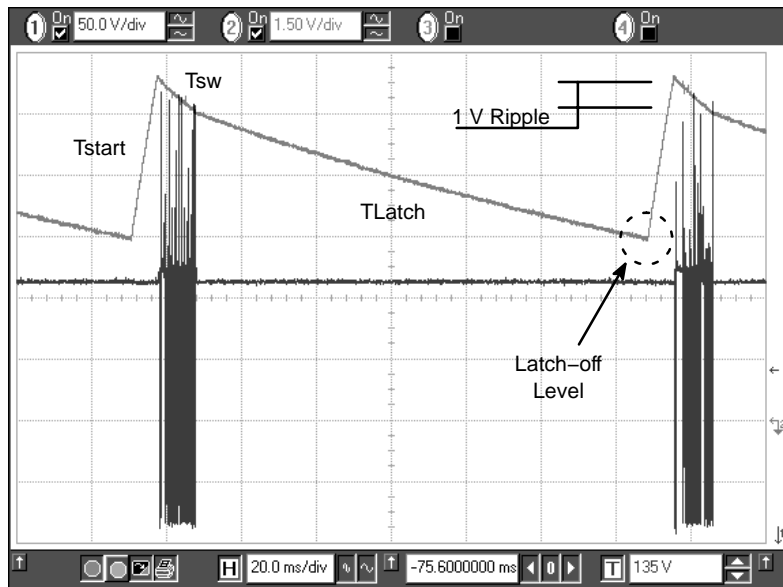 1 On 50.0 V/div 2 On 1.50 V/div 3 On 4 On
Tsw
1 V Ripple
Tstart
TLatch
Latch−off
Level
H 20.0 ms/div -75.6000000 ms 0 T 135 V